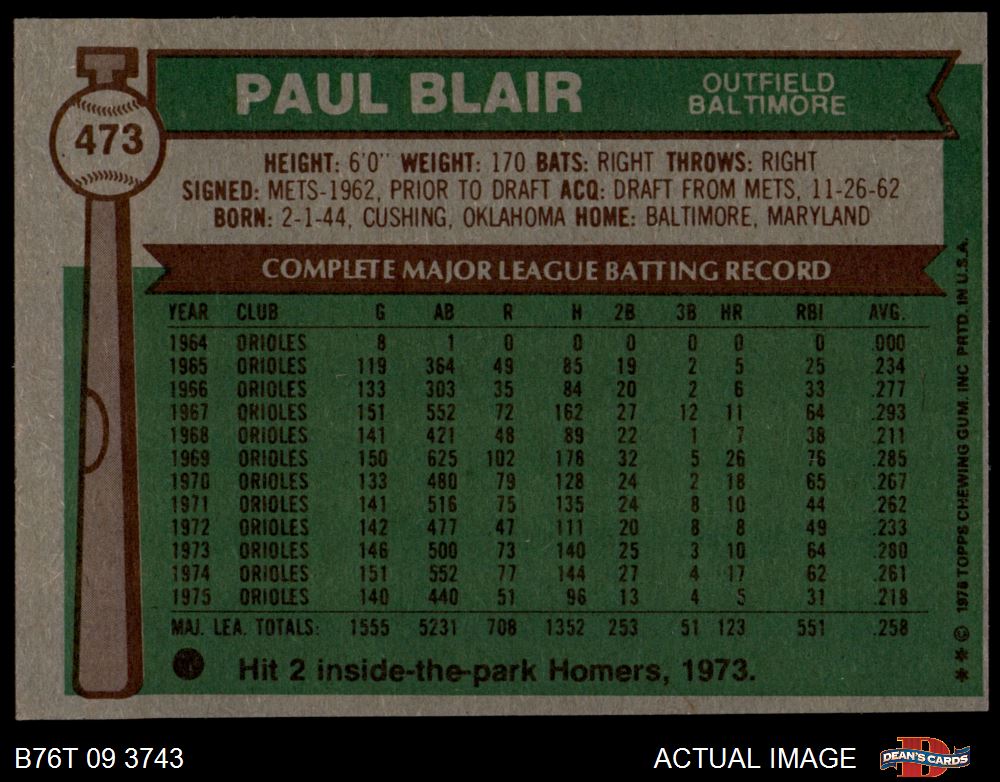 473
PAUL BLAIR
OUTFIELD
BALTIMORE
HEIGHT: 6'0" WEIGHT: 170 BATS: RIGHT THROWS: RIGHT
SIGNED: METS-1962, PRIOR TO DRAFT ACQ: DRAFT FROM METS, 11-26-62
BORN: 2-1-44, CUSHING, OKLAHOMA HOME: BALTIMORE, MARYLAND
COMPLETE MAJOR LEAGUE BATTING RECORD
YEAR CLUB G AB R H 2B 3B HR RBI AVG.
1964 ORIOLES 8 1 0 0 0 0 0 0 .000
1965 ORIOLES 119 364 49 85 19 2 5 25 .234
1966 ORIOLES 133 303 35 84 20 2 6 33 .277
1967 ORIOLES 151 552 72 162 27 12 11 64 .293
1968 ORIOLES 141 421 48 89 22 1 7 38 .211
1969 ORIOLES 150 625 102 178 32 5 26 76 .285
1970 ORIOLES 133 480 79 128 24 2 18 65 .267
1971 ORIOLES 141 516 75 135 24 8 10 44 .262
1972 ORIOLES 142 477 47 111 20 8 8 49 .233
1973 ORIOLES 146 500 73 140 25 3 10 64 .280
1974 ORIOLES 151 552 77 144 27 4 17 62 .261
1975 ORIOLES 140 440 51 96 13 4 5 31 .218
MAJ. LEA. TOTALS: 1555 5231 708 1352 253 51 123 551 .258
Hit 2 inside-the-park Homers, 1973.
** © 1976 TOPPS CHEWING GUM, INC PRTD. IN U.S.A.
B76T 09 3743
ACTUAL IMAGE
DEAN'S CARDS